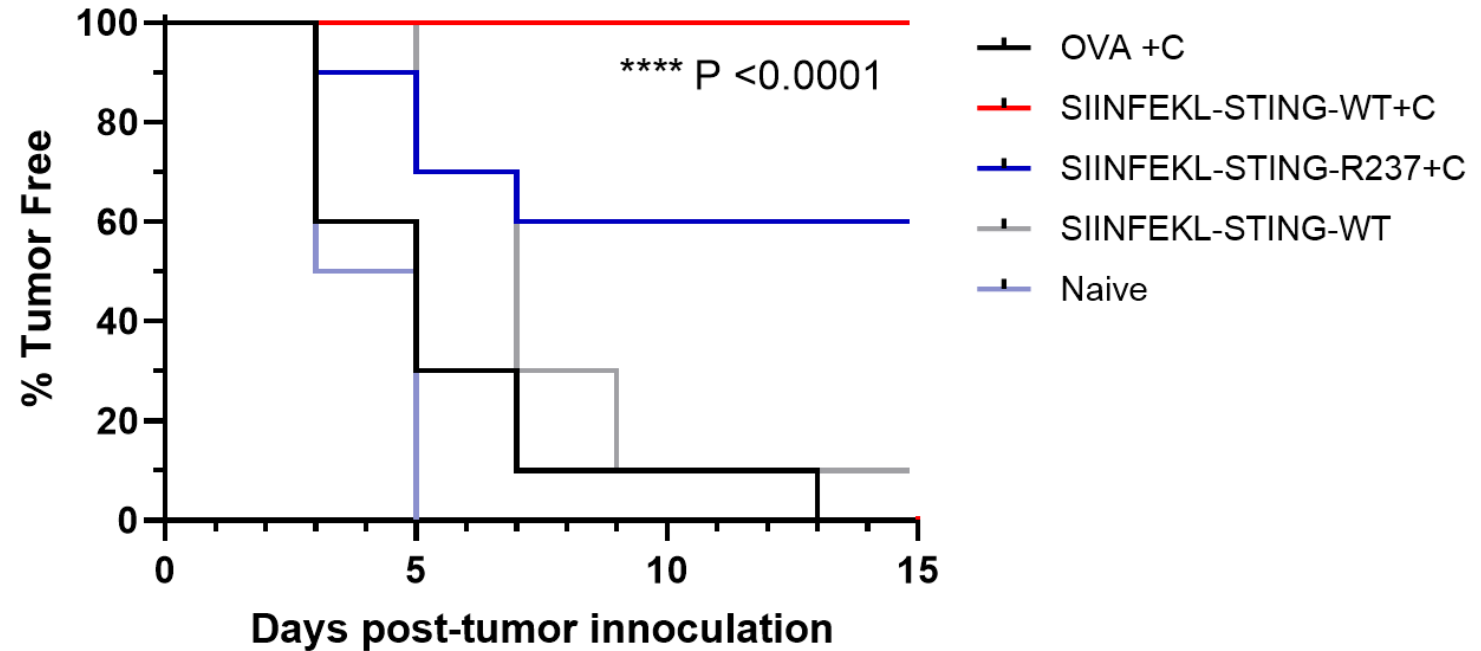 % Tumor Free
100
80
60
40
20
0
0 5 10 15
Days post-tumor innoculation
**** P <0.0001
OVA +C
SIINFEKL-STING-WT+C
SIINFEKL-STING-R237+C
SIINFEKL-STING-WT
Naive